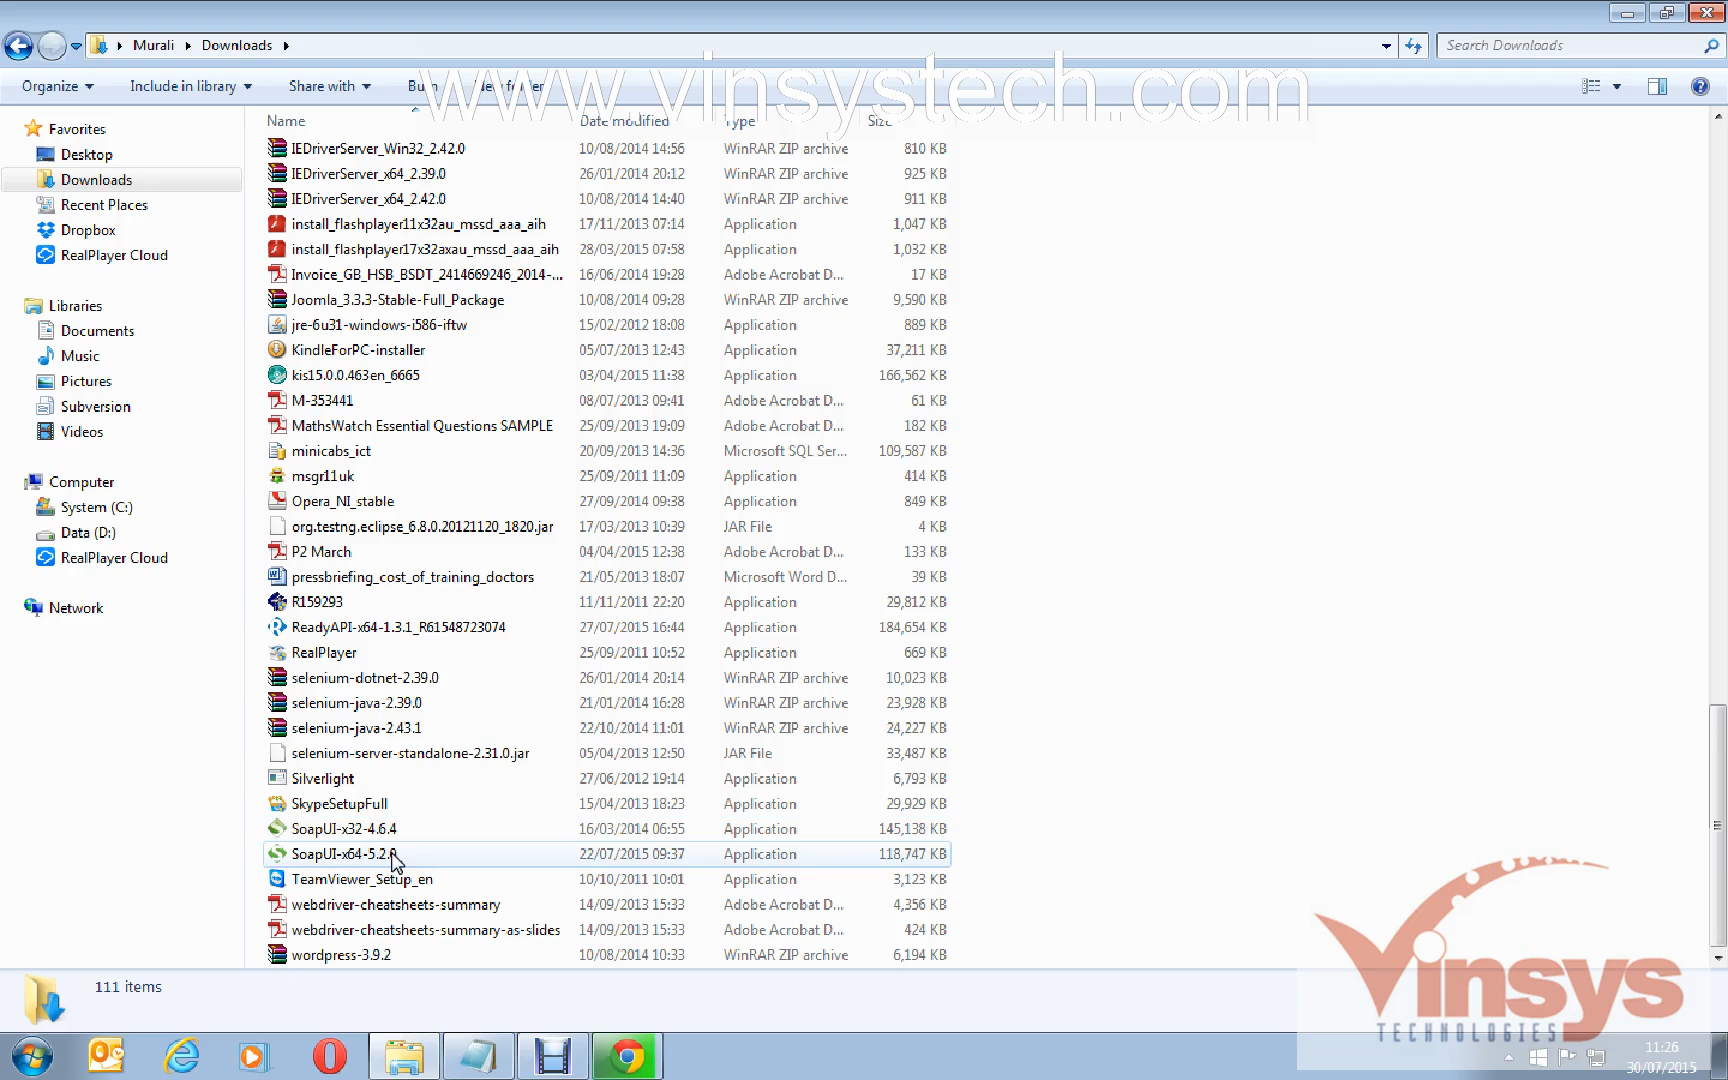 Murali Downloads
Search Downloads
www.vinsystech.com
Organize Include in library Share with Burn New folder
Name Date modified Type Size
Favorites
Desktop
Downloads
Recent Places
Dropbox
RealPlayer Cloud
Libraries
Documents
Music
Pictures
Subversion
Videos
Computer
System (C:)
Data (D:)
RealPlayer Cloud
Network
IEDriverServer_Win32_2.42.0 10/08/2014 14:56 WinRAR ZIP archive 810 KB
IEDriverServer_x64_2.39.0 26/01/2014 20:12 WinRAR ZIP archive 925 KB
IEDriverServer_x64_2.42.0 10/08/2014 14:40 WinRAR ZIP archive 911 KB
install_flashplayer11x32au_mssd_aaa_aih 17/11/2013 07:14 Application 1,047 KB
install_flashplayer17x32axau_mssd_aaa_aih 28/03/2015 07:58 Application 1,032 KB
Invoice_GB_HSB_BSDT_2414669246_2014-... 16/06/2014 19:28 Adobe Acrobat D... 17 KB
Joomla_3.3.3-Stable-Full_Package 10/08/2014 09:28 WinRAR ZIP archive 9,590 KB
jre-6u31-windows-i586-iftw 15/02/2012 18:08 Application 889 KB
KindleForPC-installer 05/07/2013 12:43 Application 37,211 KB
kis15.0.0.463en_6665 03/04/2015 11:38 Application 166,562 KB
M-353441 08/07/2013 09:41 Adobe Acrobat D... 61 KB
MathsWatch Essential Questions SAMPLE 25/09/2013 19:09 Adobe Acrobat D... 182 KB
minicabs_ict 20/09/2013 14:36 Microsoft SQL Ser... 109,587 KB
msgr11uk 25/09/2011 11:09 Application 414 KB
Opera_NI_stable 27/09/2014 09:38 Application 849 KB
org.testng.eclipse_6.8.0.20121120_1820.jar 17/03/2013 10:39 JAR File 4 KB
P2 March 04/04/2015 12:38 Adobe Acrobat D... 133 KB
pressbriefing_cost_of_training_doctors 21/05/2013 18:07 Microsoft Word D... 39 KB
R159293 11/11/2011 22:20 Application 29,812 KB
ReadyAPI-x64-1.3.1_R61548723074 27/07/2015 16:44 Application 184,654 KB
RealPlayer 25/09/2011 10:52 Application 669 KB
selenium-dotnet-2.39.0 26/01/2014 20:14 WinRAR ZIP archive 10,023 KB
selenium-java-2.39.0 21/01/2014 16:28 WinRAR ZIP archive 23,928 KB
selenium-java-2.43.1 22/10/2014 11:01 WinRAR ZIP archive 24,227 KB
selenium-server-standalone-2.31.0.jar 05/04/2013 12:50 JAR File 33,487 KB
Silverlight 27/06/2012 19:14 Application 6,793 KB
SkypeSetupFull 15/04/2013 18:23 Application 29,929 KB
SoapUI-x32-4.6.4 16/03/2014 06:55 Application 145,138 KB
SoapUI-x64-5.2.0 22/07/2015 09:37 Application 118,747 KB
TeamViewer_Setup_en 10/10/2011 10:01 Application 3,123 KB
webdriver-cheatsheets-summary 14/09/2013 15:33 Adobe Acrobat D... 4,356 KB
webdriver-cheatsheets-summary-as-slides 14/09/2013 15:33 Adobe Acrobat D... 424 KB
wordpress-3.9.2 10/08/2014 10:33 WinRAR ZIP archive 6,194 KB
111 items
Vinsys
TECHNOLOGIES
11:26
30/07/2015